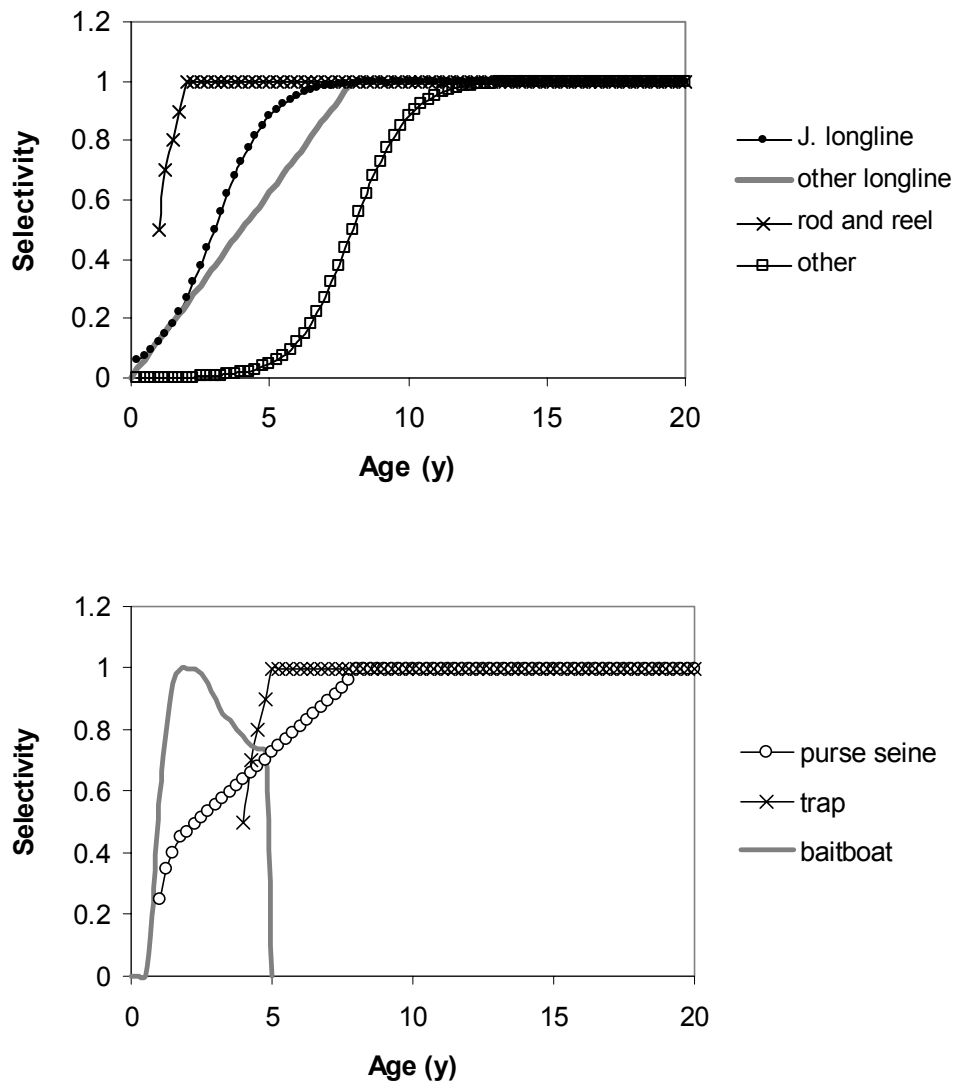 1.2
1
0.8
0.6
0.4
0.2
0
Selectivity
0 5 10 15 20
Age (y)
J. longline
other longline
rod and reel
other
1.2
1
0.8
0.6
0.4
0.2
0
Selectivity
0 5 10 15 20
Age (y)
purse seine
trap
baitboat